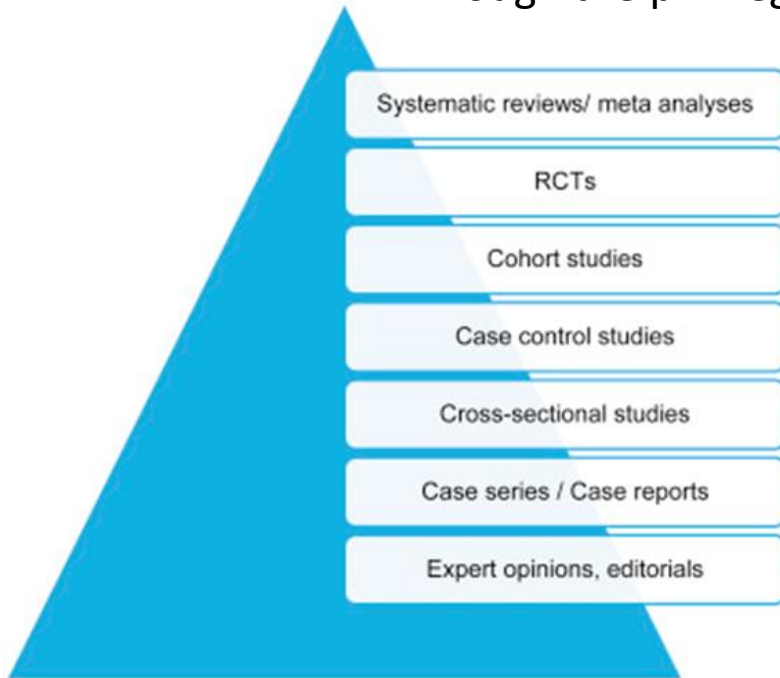 Systematic reviews/ meta analyses
RCTs
Cohort studies
Case control studies
Cross-sectional studies
Case series / Case reports
Expert opinions, editorials